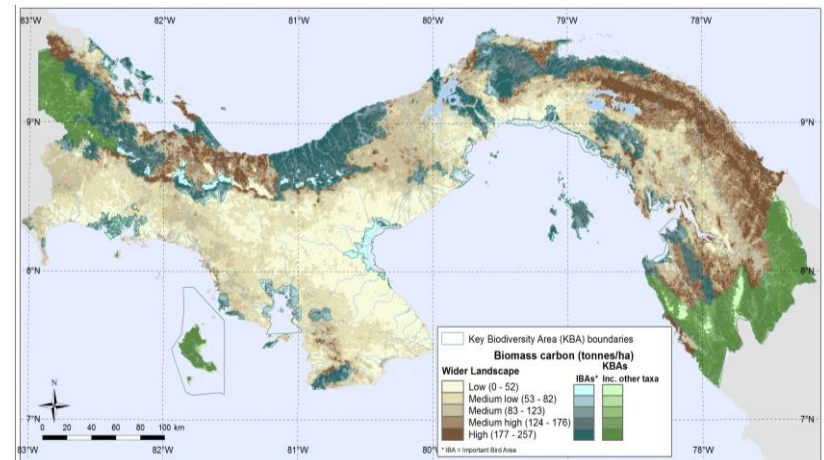 83°W 82°W 81°W 80°W 79°W 78°W
9°N 9°N
8°N 8°N
7°N 7°N
Key Biodiversity Area (KBA) boundaries
Biomass carbon (tonnes/ha)
KBAs
Wider Landscape IBAs* Inc. other taxa
Low (0 - 52)
Medium low (53 - 82)
Medium (83 - 123)
Medium high (124 - 176)
High (177 - 257)
* IBA = Important Bird Area
N
0 20 40 60 80 100 km
83°W 82°W 81°W 80° 79°W 78°W